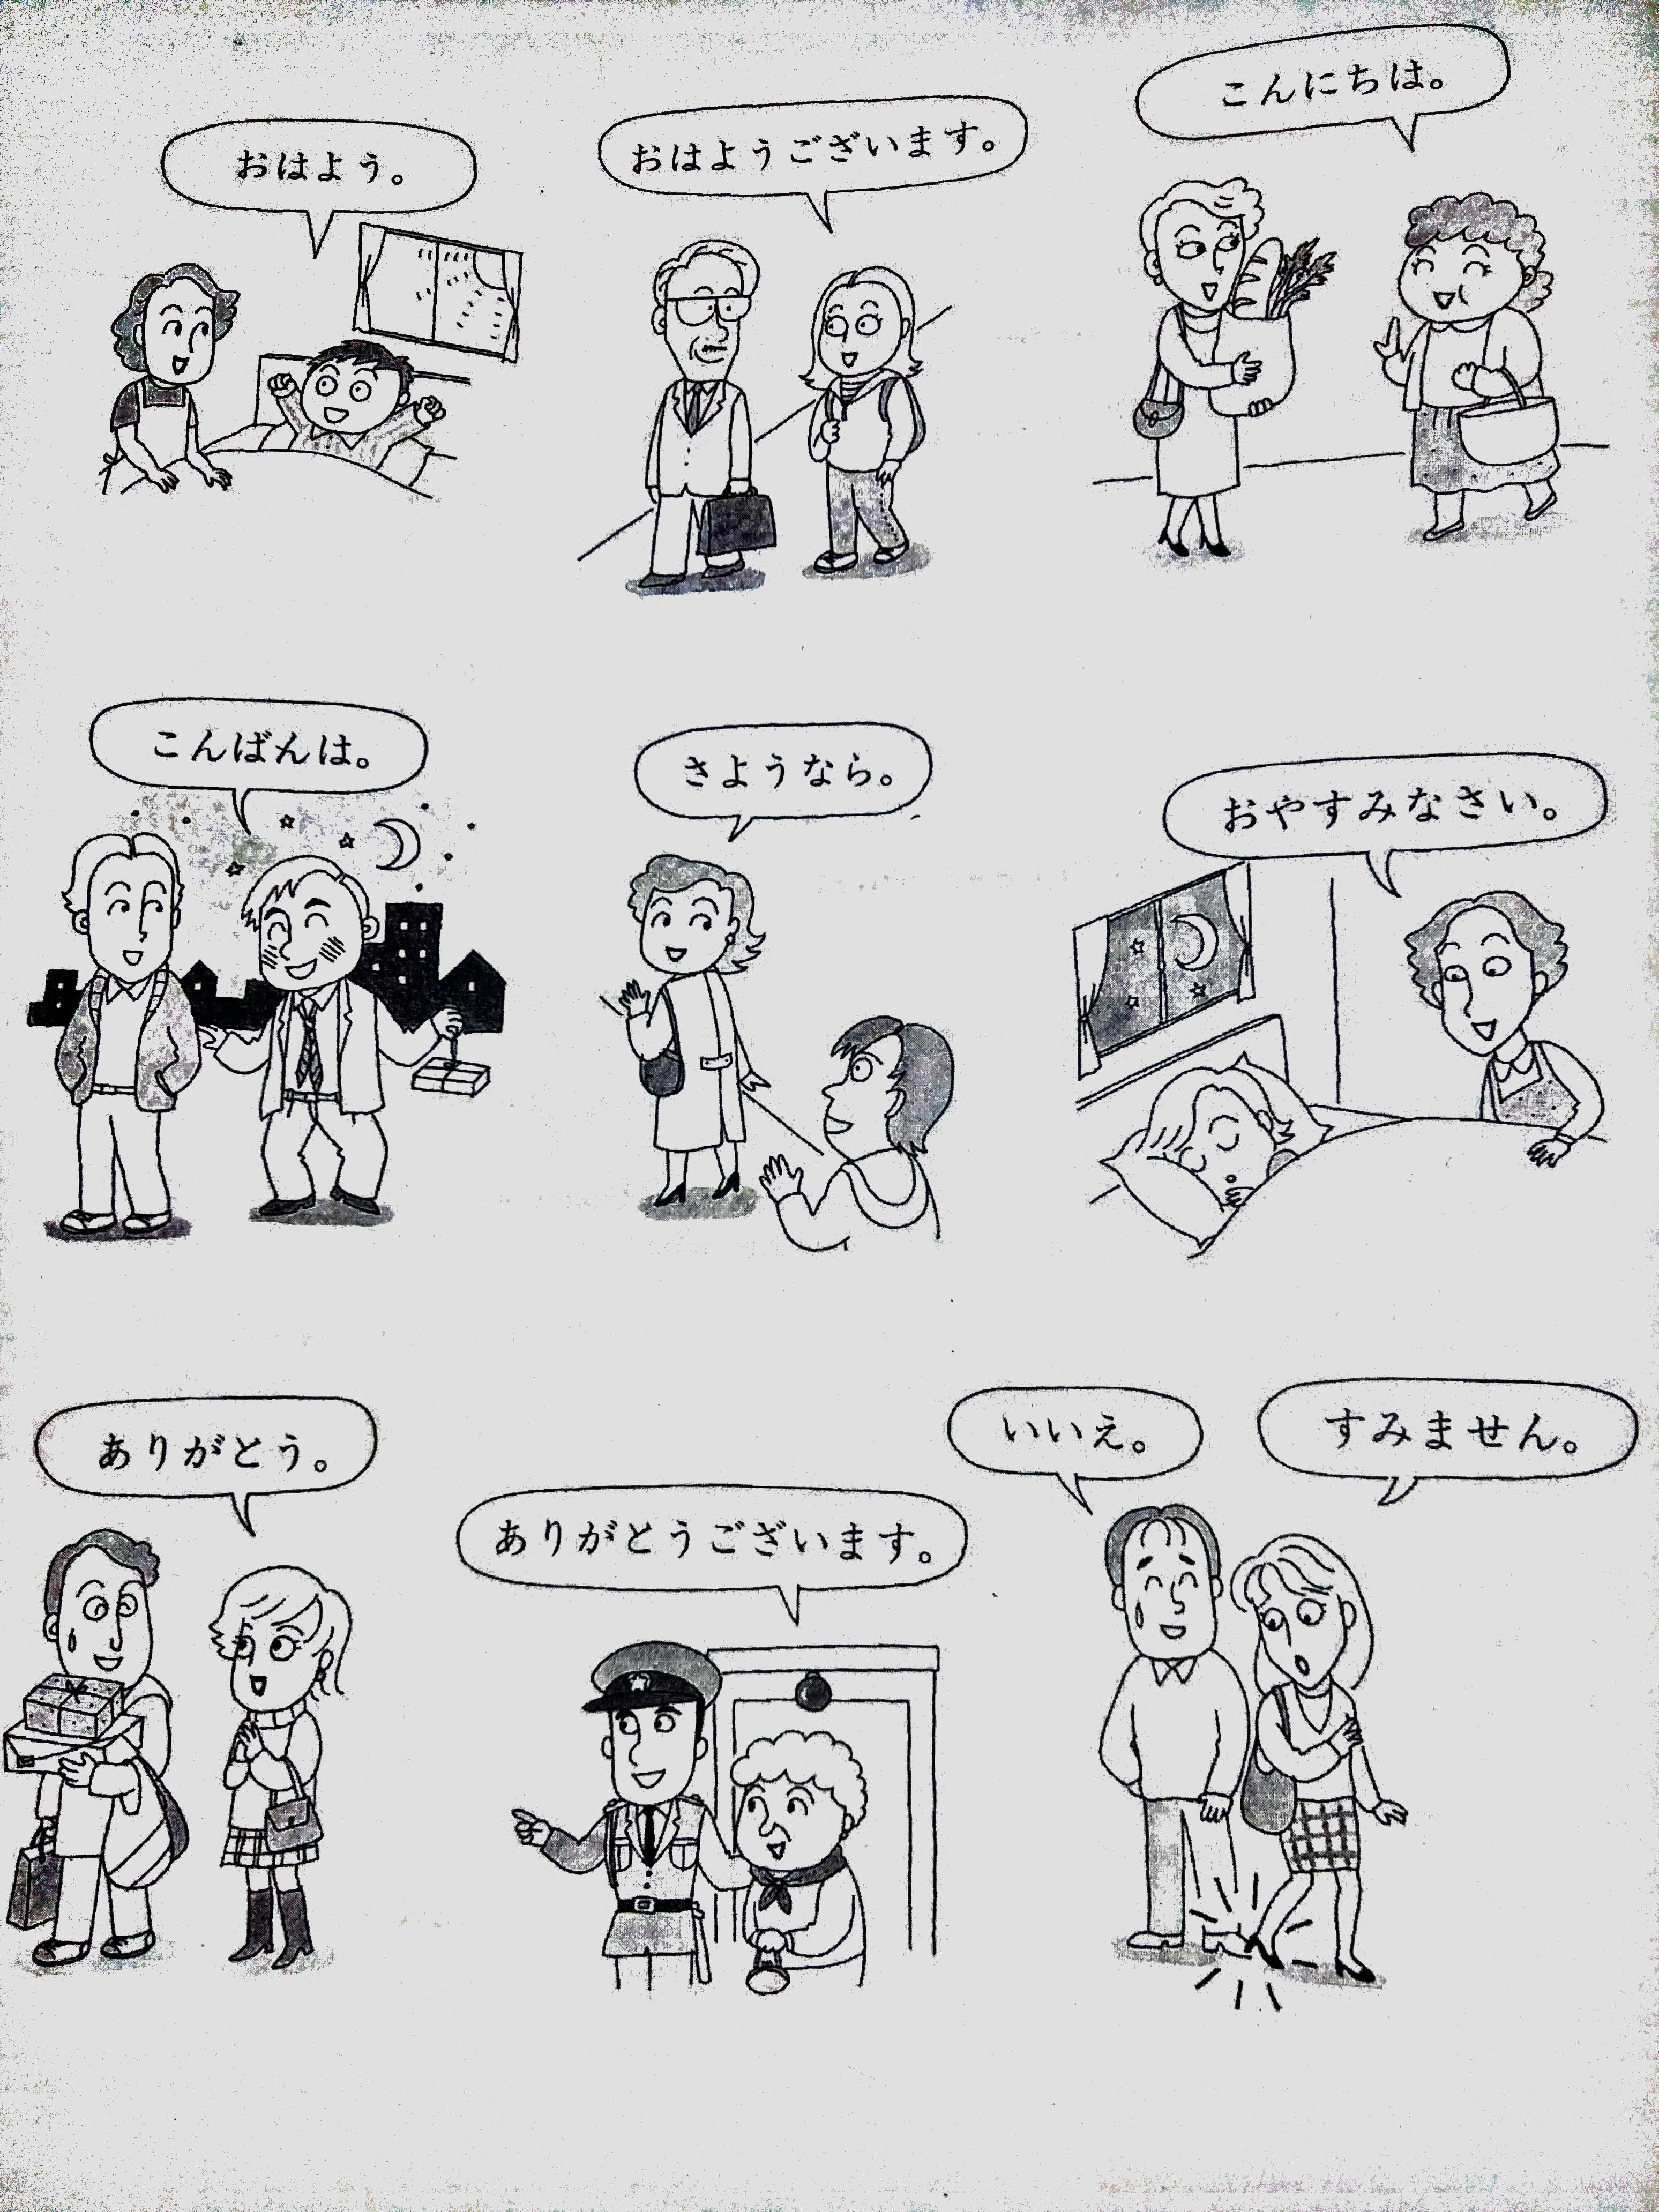 おはよう。
おはようございます。
こんにちは。
こんばんは。
さようなら。
おやすみなさい。
ありがとう。
ありがとうございます。
いいえ。
すみません。